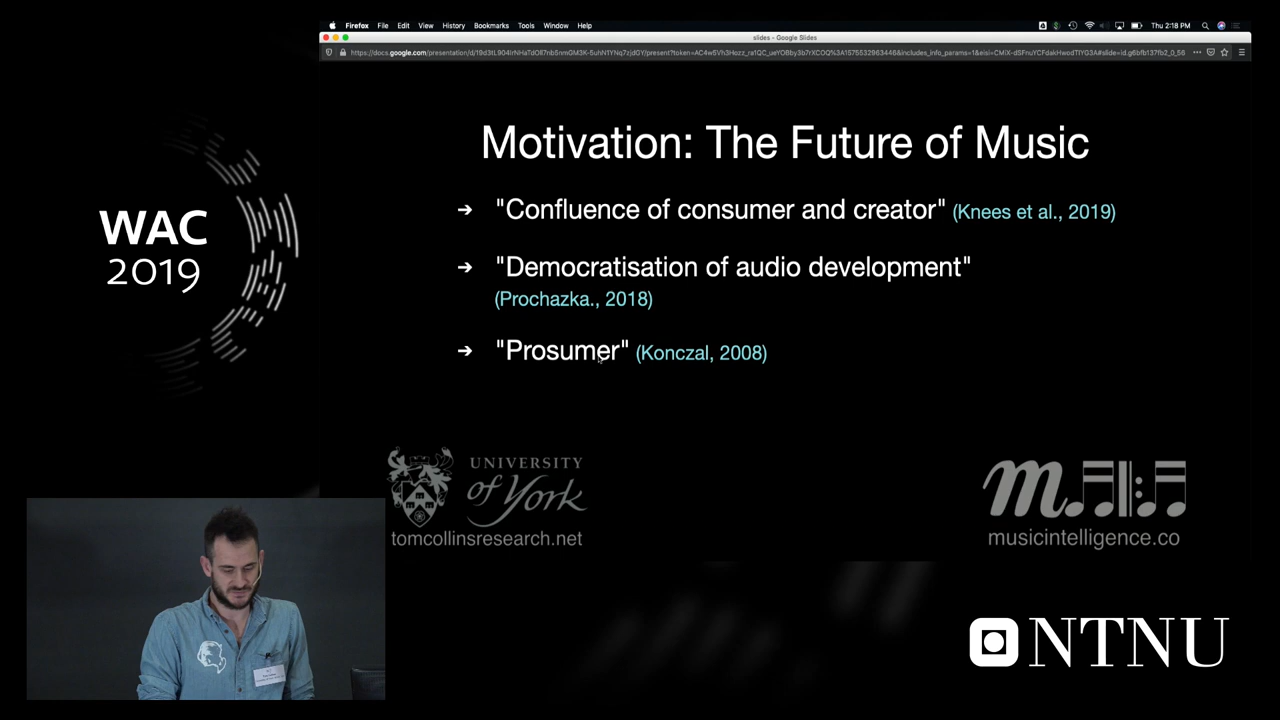 Firefox File Edit View History Bookmarks Tools Window Help
Thu 2:18 PM
slides - Google Slides
WAC
2019
Motivation: The Future of Music
➔ "Confluence of consumer and creator" (Knees et al., 2019)
➔ "Democratisation of audio development"
(Prochazka., 2018)
➔ "Prosumer" (Konczal, 2008)
UNIVERSITY
of York
tomcollinsresearch.net
musicintelligence.co
NTNU